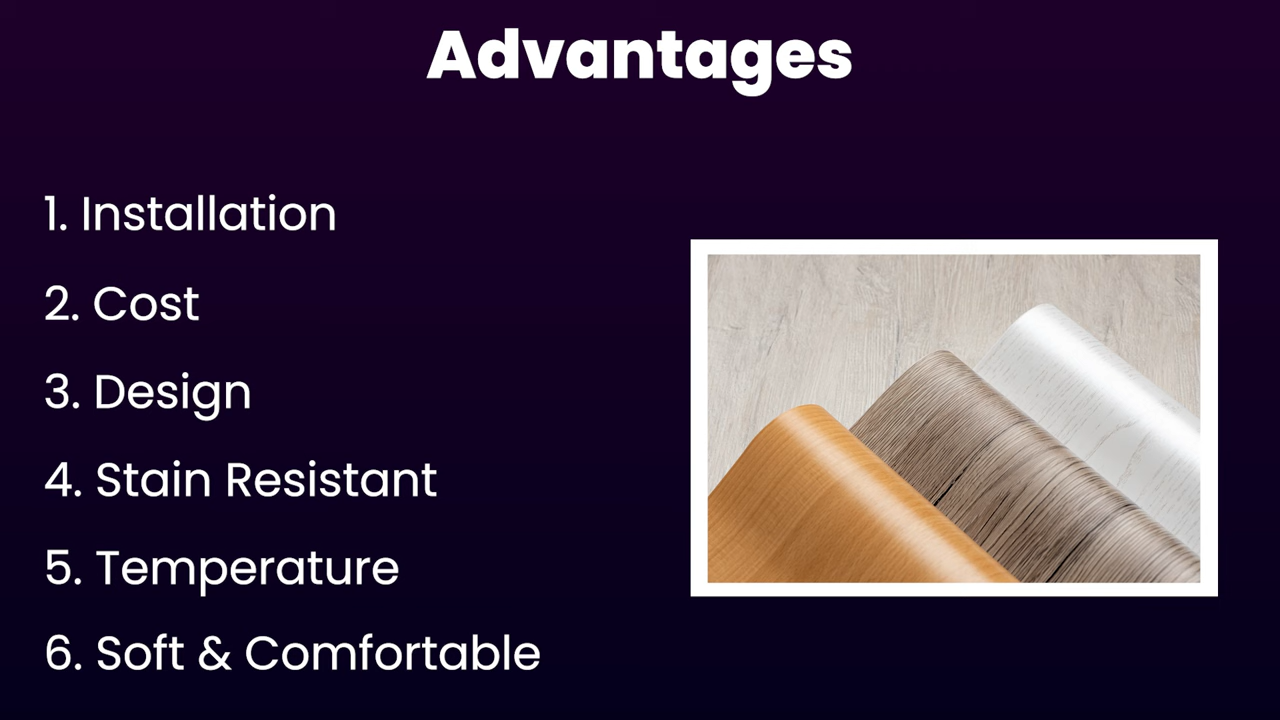 Advantages
1. Installation
2. Cost
3. Design
4. Stain Resistant
5. Temperature
6. Soft & Comfortable